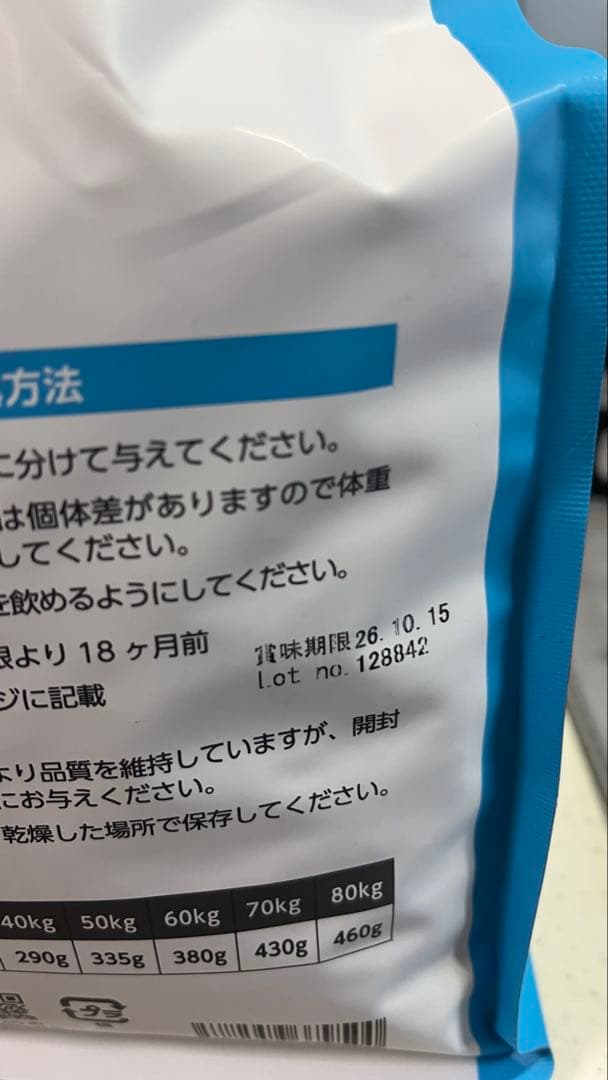 方法
に分けて与えてください。
は個体差がありますので体重
してください。
を飲めるようにしてください。
限より 18 ヶ月前
賞味期限 26. 10. 15
Lot no. 128842
ジに記載
より品質を維持していますが、開封
にお与えください。
乾燥した場所で保存してください。
40kg 50kg 60kg 70kg 80kg
290g 335g 380g 430g 460g
プラ